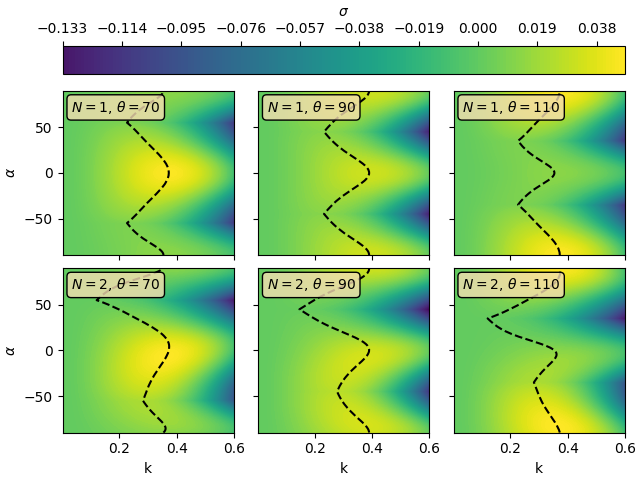 σ
−0.133 −0.114 −0.095 −0.076 −0.057 −0.038 −0.019 0.000 0.019 0.038
N = 1, θ = 70 N = 1, θ = 90 N = 1, θ = 110
50
α 0
−50
N = 2, θ = 70 N = 2, θ = 90 N = 2, θ = 110
50
α 0
−50
0.2 0.4 0.6 0.2 0.4 0.6 0.2 0.4 0.6
k k k